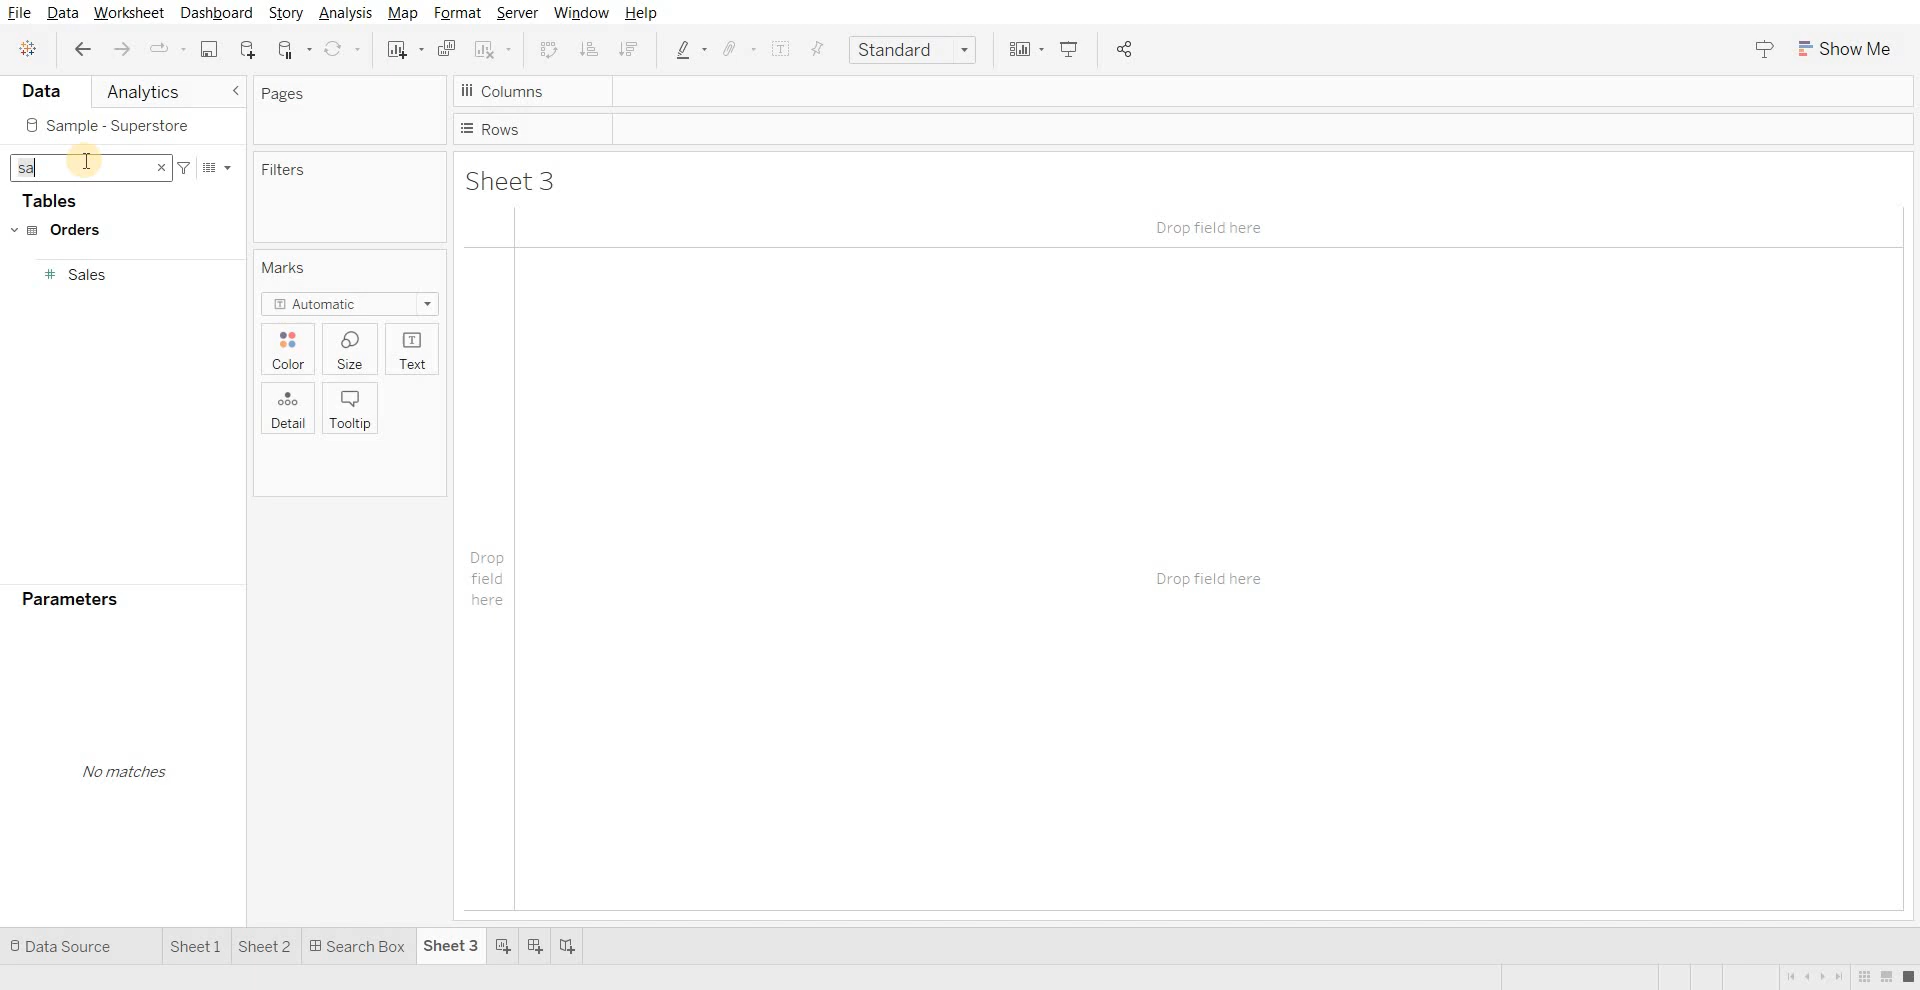 File Data Worksheet Dashboard Story Analysis Map Format Server Window Help
Standard
Show Me
Data
Analytics
Sample - Superstore
sa
Tables
Orders
Sales
Parameters
No matches
Pages
Filters
Marks
Automatic
Color
Size
Text
Detail
Tooltip
Columns
Rows
Sheet 3
Drop field here
Drop
field
here
Drop field here
Data Source
Sheet 1
Sheet 2
Search Box
Sheet 3